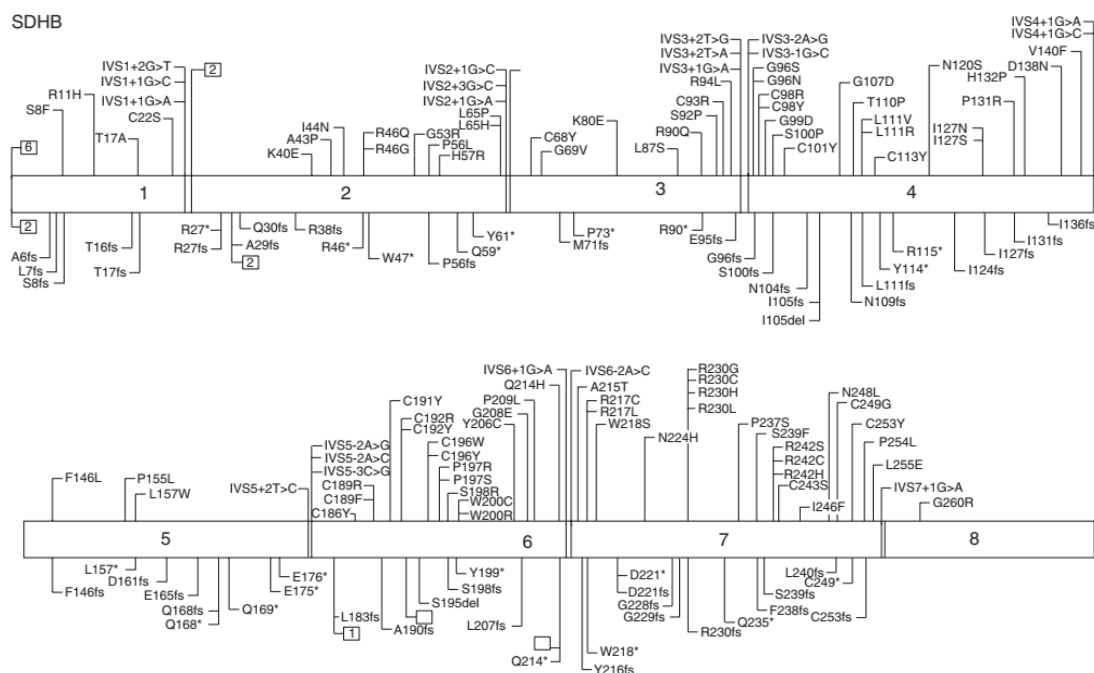 SDHB
IVS1+2G>T
IVS1+1G>C
IVS1+1G>A
C22S
R11H
S8F
T17A
6
2
I44N
A43P
K40E
R46Q
R46G
IVS2+1G>C
IVS2+3G>C
IVS2+1G>A
L65P
L65H
G53R
P56L
H57R
C68Y
G69V
K80E
IVS3+2T>G
IVS3+2T>A
IVS3+1G>A
R94L
C93R
S92P
R90Q
L87S
IVS3-2A>G
IVS3-1G>C
G96S
G96N
C98R
C98Y
G99D
S100P
C101Y
G107D
T110P
L111V
L111R
C113Y
N120S
I127N
I127S
P131R
H132P
D138N
V140F
IVS4+1G>A
IVS4+1G>C
1
2
3
4
2
A6fs
L7fs
S8fs
T16fs
T17fs
R27*
R27fs
Q30fs
A29fs
2
R38fs
R46*
W47*
P56fs
Q59*
Y61*
M71fs
P73*
R90*
E95fs
G96fs
S100fs
N104fs
I105fs
I105del
N109fs
L111fs
Y114*
R115*
I124fs
I127fs
I131fs
I136fs
F146L
P155L
L157W
IVS5+2T>C
IVS5-2A>G
IVS5-2A>C
IVS5-3C>G
C189R
C189F
C186Y
C191Y
C192R
C192Y
C196W
C196Y
P197R
P197S
S198R
W200C
W200R
IVS6+1G>A
Q214H
P209L
G208E
Y206C
IVS6-2A>C
A215T
R217C
R217L
W218S
N224H
R230G
R230C
R230H
R230L
P237S
S239F
R242S
R242C
R242H
C243S
I246F
N248L
C249G
C253Y
P254L
L255E
IVS7+1G>A
G260R
5
6
7
8
F146fs
L157*
D161fs
E165fs
Q168fs
Q168*
Q169*
E176*
E175*
L183fs
1
A190fs
S195del
S198fs
Y199*
L207fs
Q214*
Y216fs
W218*
D221*
D221fs
G228fs
G229fs
R230fs
Q235*
F238fs
S239fs
L240fs
C249*
C253fs